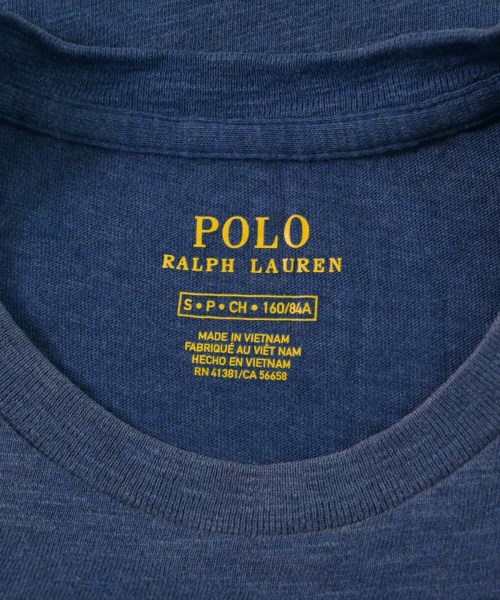 POLO
RALPH LAUREN
S • P • CH • 160/84A
MADE IN VIETNAM
FABRIQUÉ AU VIÊT NAM
HECHO EN VIETNAM
RN 41381/CA 56658